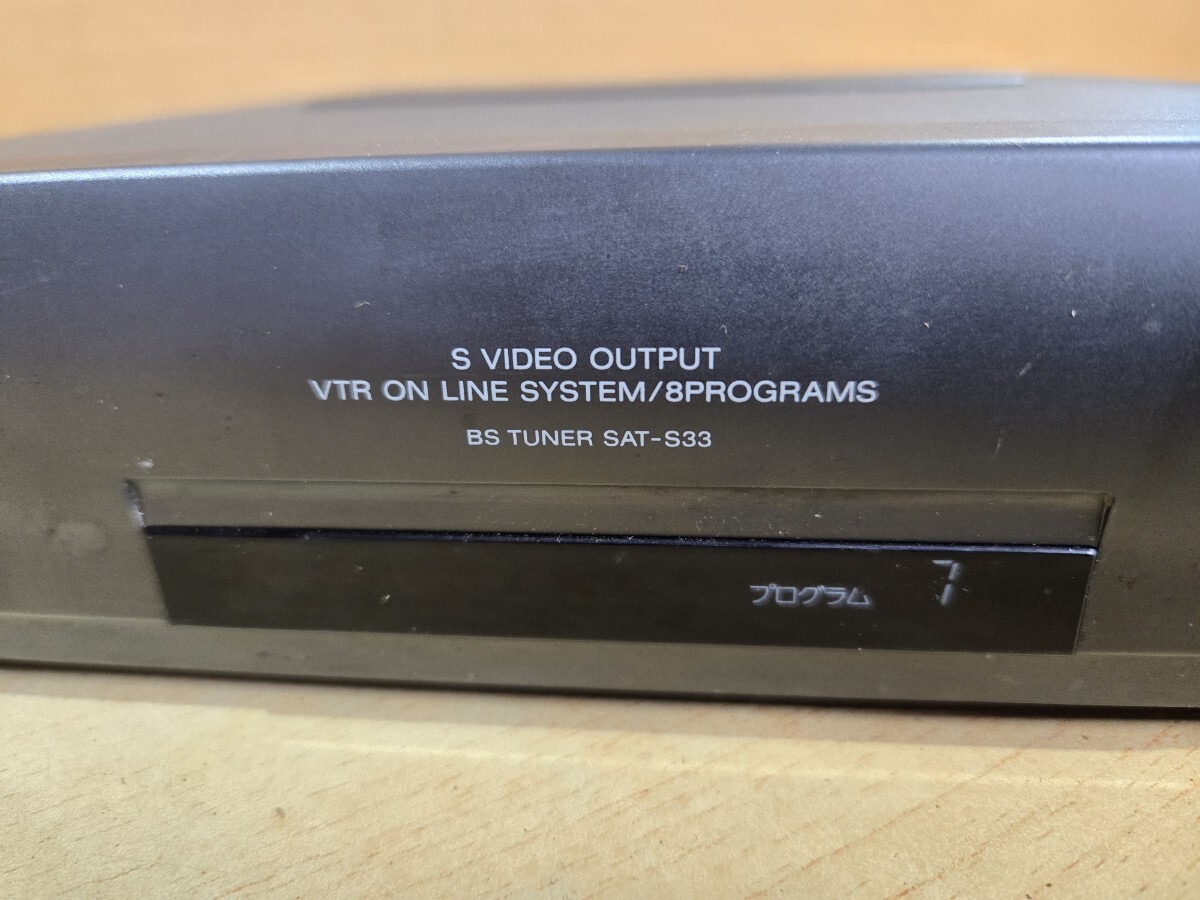 S VIDEO OUTPUT
VTR ON LINE SYSTEM/8PROGRAMS
BS TUNER SAT-S33
プログラム 7